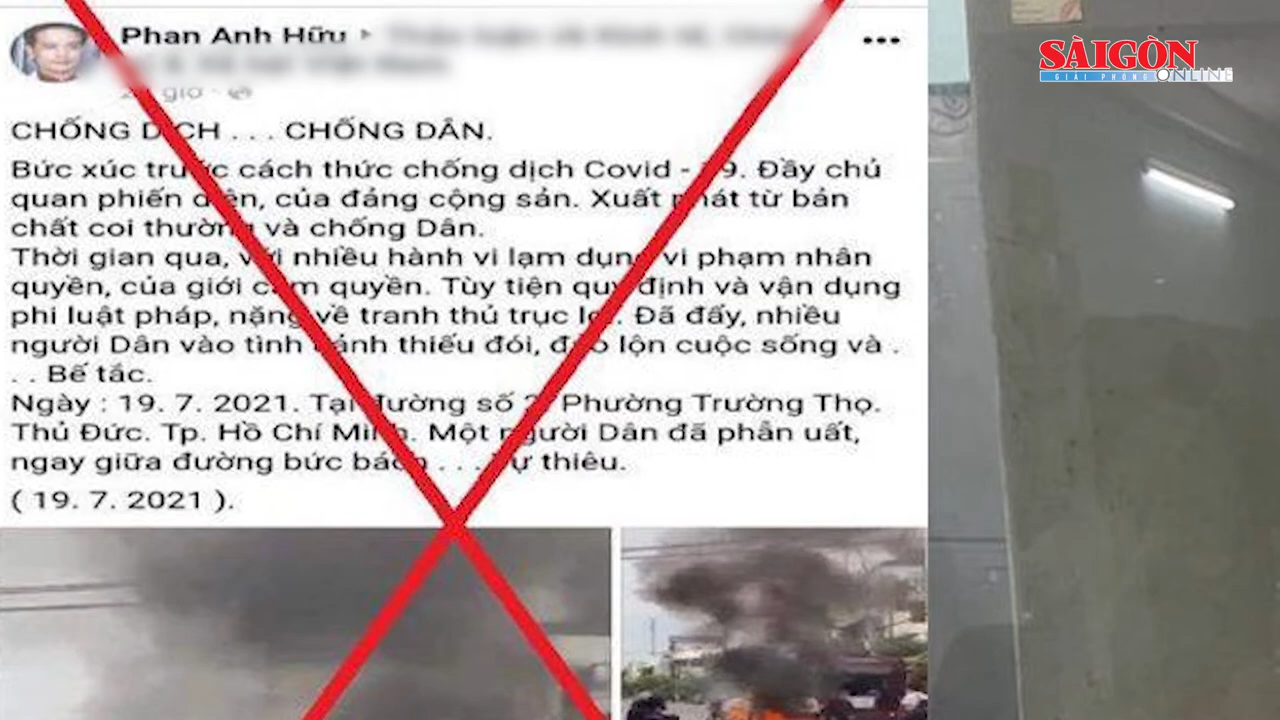 Phan Anh Hữu
CHỐNG DỊCH . . . CHỐNG DÂN.
Bức xúc trước cách thức chống dịch Covid - 19. Đầy chủ
quan phiến diện, của đảng cộng sản. Xuất phát từ bản
chất coi thường và chống Dân.
Thời gian qua, với nhiều hành vi lạm dụng vi phạm nhân
quyền, của giới cầm quyền. Tùy tiện quy định và vận dụng
phi luật pháp, nặng về tranh thủ trục lợi. Đã đẩy, nhiều
người Dân vào tình cảnh thiếu đói, đảo lộn cuộc sống và .
. . Bế tắc.
Ngày : 19. 7. 2021. Tại đường số 2, Phường Trường Thọ.
Thủ Đức. Tp. Hồ Chí Minh. Một người Dân đã phẫn uất,
ngay giữa đường bức bách . . . Tự thiêu.
( 19. 7. 2021 ).
SÀIGÒN
GIẢI PHÓNG ONLINE